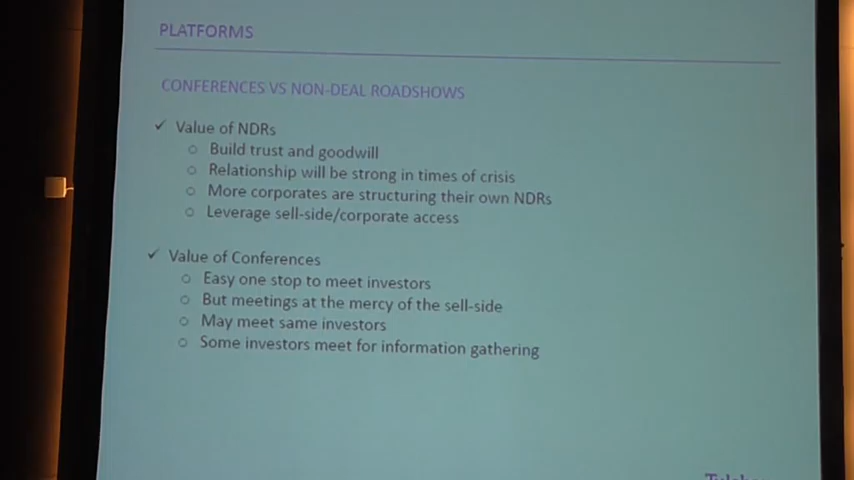 PLATFORMS
CONFERENCES VS NON-DEAL ROADSHOWS
✓ Value of NDRs
○ Build trust and goodwill
○ Relationship will be strong in times of crisis
○ More corporates are structuring their own NDRs
○ Leverage sell-side/corporate access
✓ Value of Conferences
○ Easy one stop to meet investors
○ But meetings at the mercy of the sell-side
○ May meet same investors
○ Some investors meet for information gathering